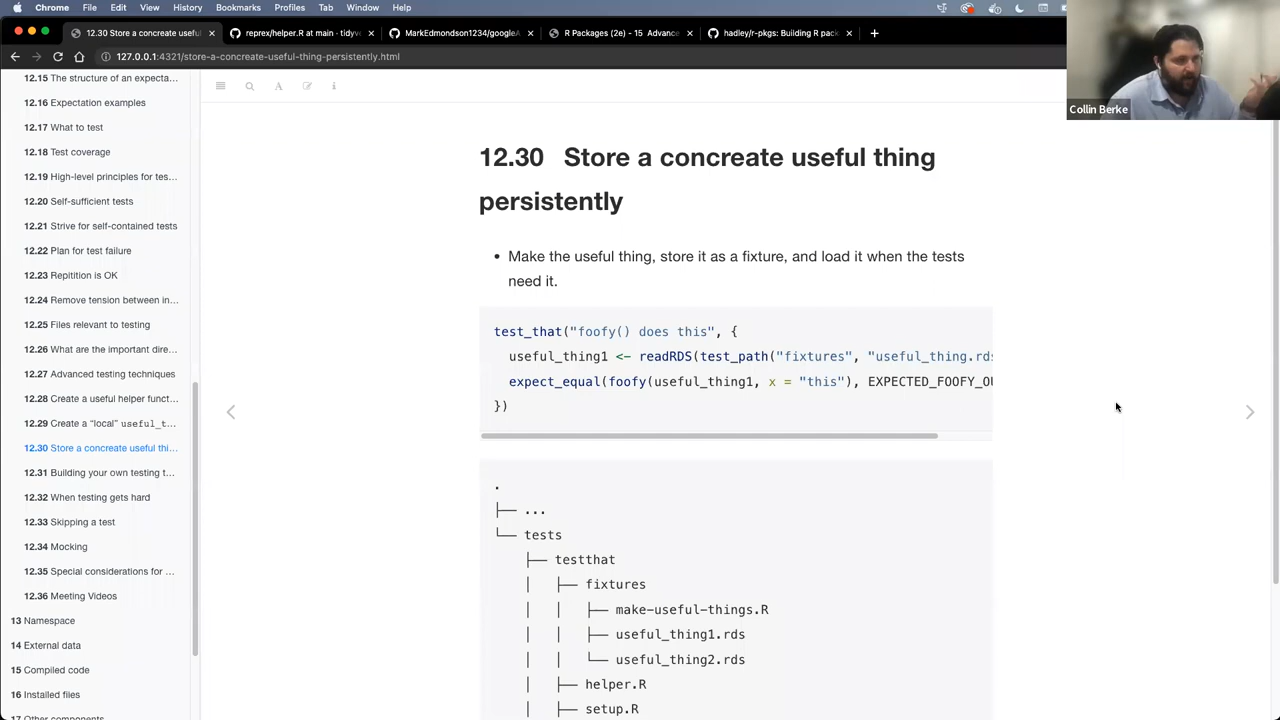 Chrome File Edit View History Bookmarks Profiles Tab Window Help
12.30 Store a concreate useful
reprex/helper.R at main · tidyve
MarkEdmondson1234/googleA
R Packages (2e) - 15 Advance
hadley/r-pkgs: Building R pack
127.0.0.1:4321/store-a-concreate-useful-thing-persistently.html
Collin Berke
12.15 The structure of an expecta...
12.16 Expectation examples
12.17 What to test
12.18 Test coverage
12.19 High-level principles for tes...
12.20 Self-sufficient tests
12.21 Strive for self-contained tests
12.22 Plan for test failure
12.23 Repitition is OK
12.24 Remove tension between in...
12.25 Files relevant to testing
12.26 What are the important dire...
12.27 Advanced testing techniques
12.28 Create a useful helper funct...
12.29 Create a “local” useful_t...
12.30 Store a concreate useful thi...
12.31 Building your own testing t...
12.32 When testing gets hard
12.33 Skipping a test
12.34 Mocking
12.35 Special considerations for ...
12.36 Meeting Videos
13 Namespace
14 External data
15 Compiled code
16 Installed files
17 Other components
12.30 Store a concreate useful thing
persistently
• Make the useful thing, store it as a fixture, and load it when the tests
need it.
test_that("foofy() does this", {
useful_thing1 <- readRDS(test_path("fixtures", "useful_thing.rds
expect_equal(foofy(useful_thing1, x = "this"), EXPECTED_FOOFY_OU
})
.
├── ...
└── tests
├── testthat
│ ├── fixtures
│ │ ├── make-useful-things.R
│ │ ├── useful_thing1.rds
│ │ └── useful_thing2.rds
│ ├── helper.R
│ ├── setup.R